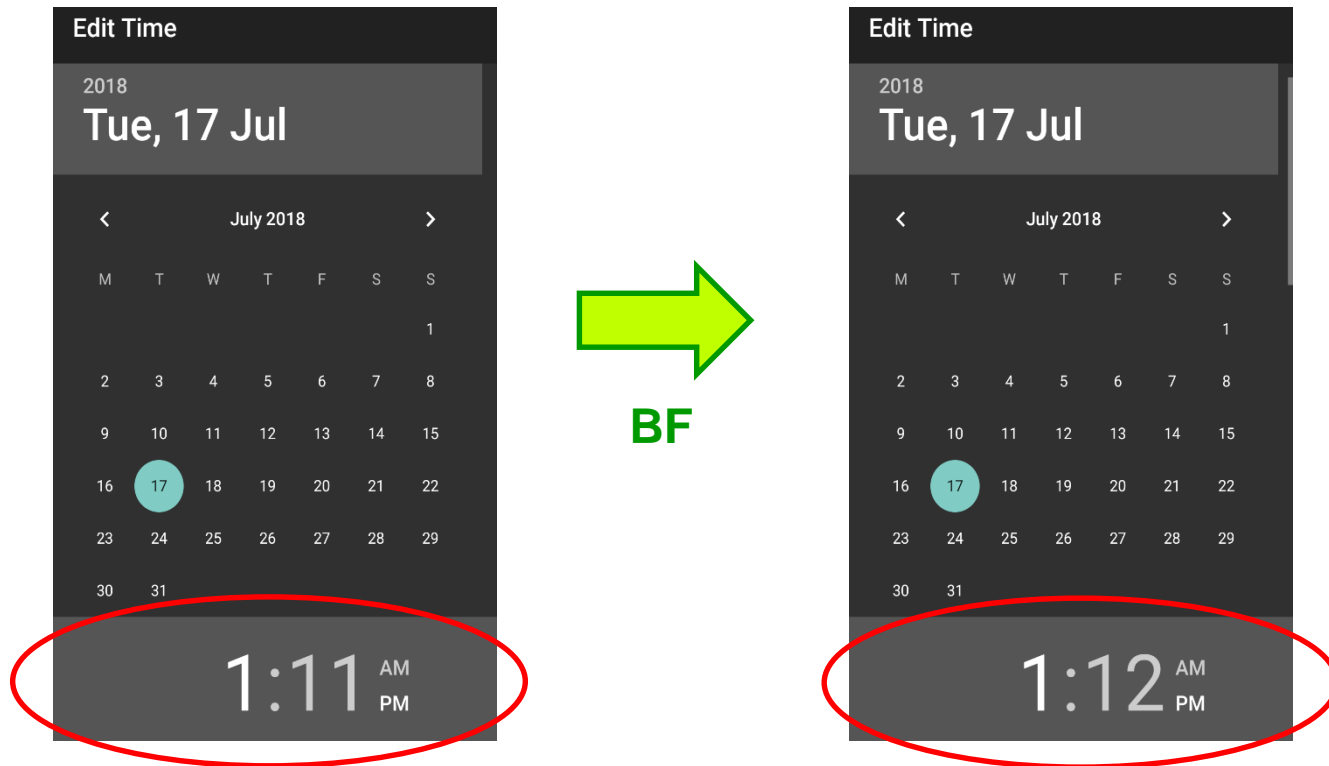 Edit Time
2018
Tue, 17 Jul
July 2018
M T W T F S S
1
2 3 4 5 6 7 8
9 10 11 12 13 14 15
16 17 18 19 20 21 22
23 24 25 26 27 28 29
30 31
1:11 AM
PM
BF
Edit Time
2018
Tue, 17 Jul
July 2018
M T W T F S S
1
2 3 4 5 6 7 8
9 10 11 12 13 14 15
16 17 18 19 20 21 22
23 24 25 26 27 28 29
30 31
1:12 AM
PM